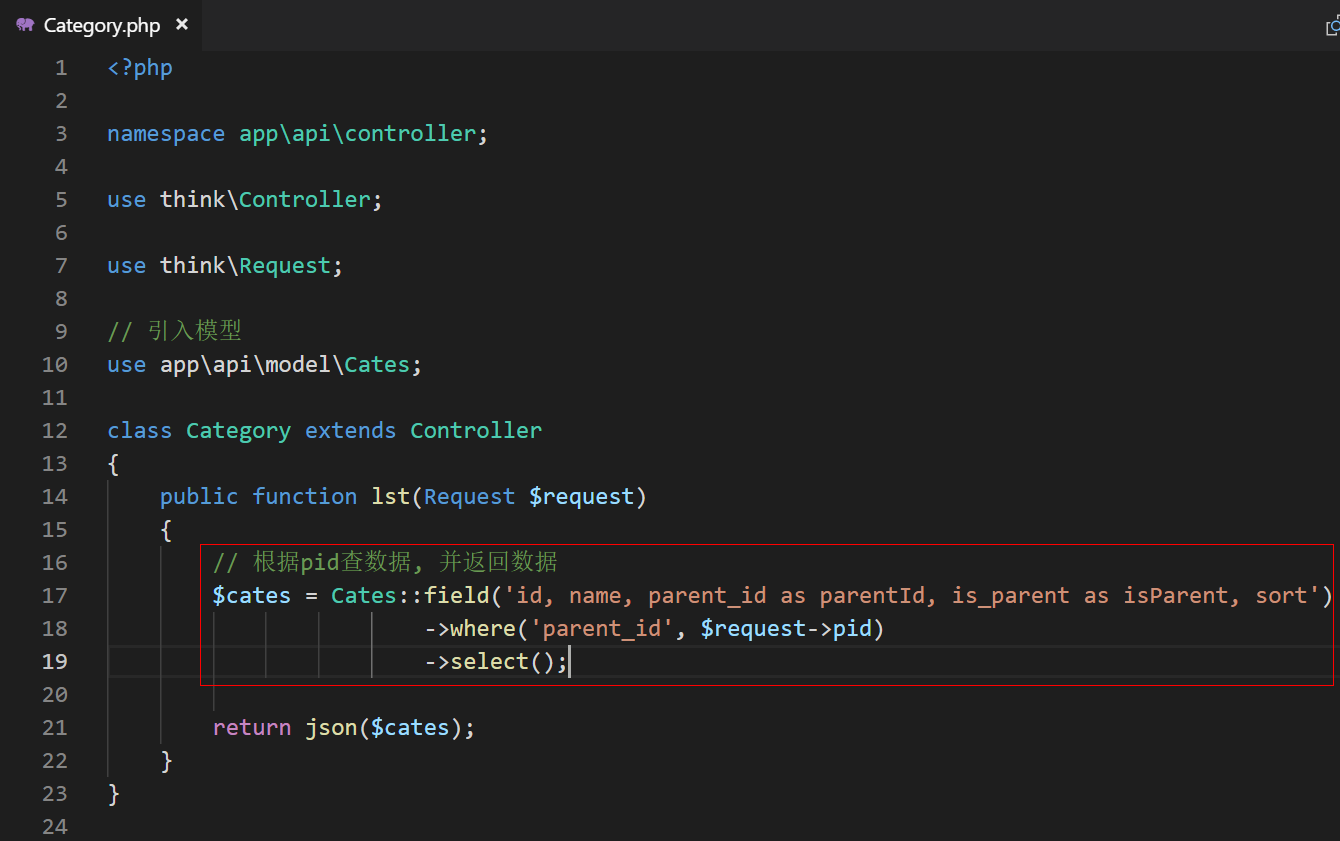 Category.php ×
1 <?php
2
3 namespace app\api\controller;
4
5 use think\Controller;
6
7 use think\Request;
8
9 // 引入模型
10 use app\api\model\Cates;
11
12 class Category extends Controller
13 {
14     public function lst(Request $request)
15     {
16         // 根据pid查数据, 并返回数据
17         $cates = Cates::field('id, name, parent_id as parentId, is_parent as isParent, sort')
18                         ->where('parent_id', $request->pid)
19                         ->select();
20
21         return json($cates);
22     }
23 }
24